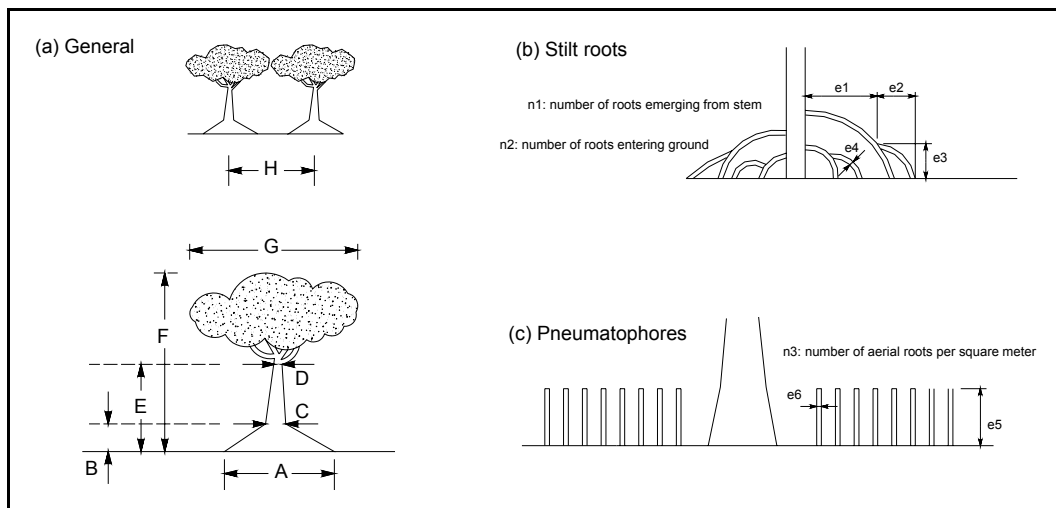 (a) General
H
G
F
E
D
C
B
A
(b) Stilt roots
e1
e2
n1: number of roots emerging from stem
n2: number of roots entering ground
e4
e3
(c) Pneumatophores
n3: number of aerial roots per square meter
e6
e5